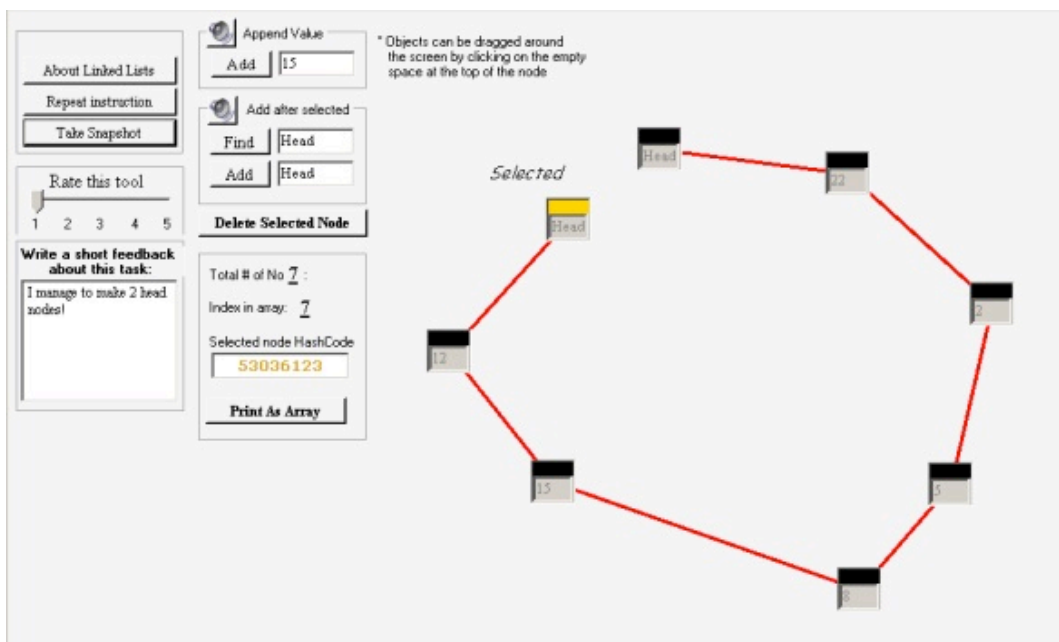 About Linked Lists
Repeat instruction
Take Snapshot
Rate this tool
1 2 3 4 5
Write a short feedback
about this task:
I manage to make 2 head
nodes!
Append Value
Add 15
Add after selected
Find Head
Add Head
Delete Selected Node
Total # of No 7 :
Index in array: 7
Selected node HashCode
53036123
Print As Array
* Objects can be dragged around
the screen by clicking on the empty
space at the top of the node
Selected
Head
Head
22
2
12
15
5
8